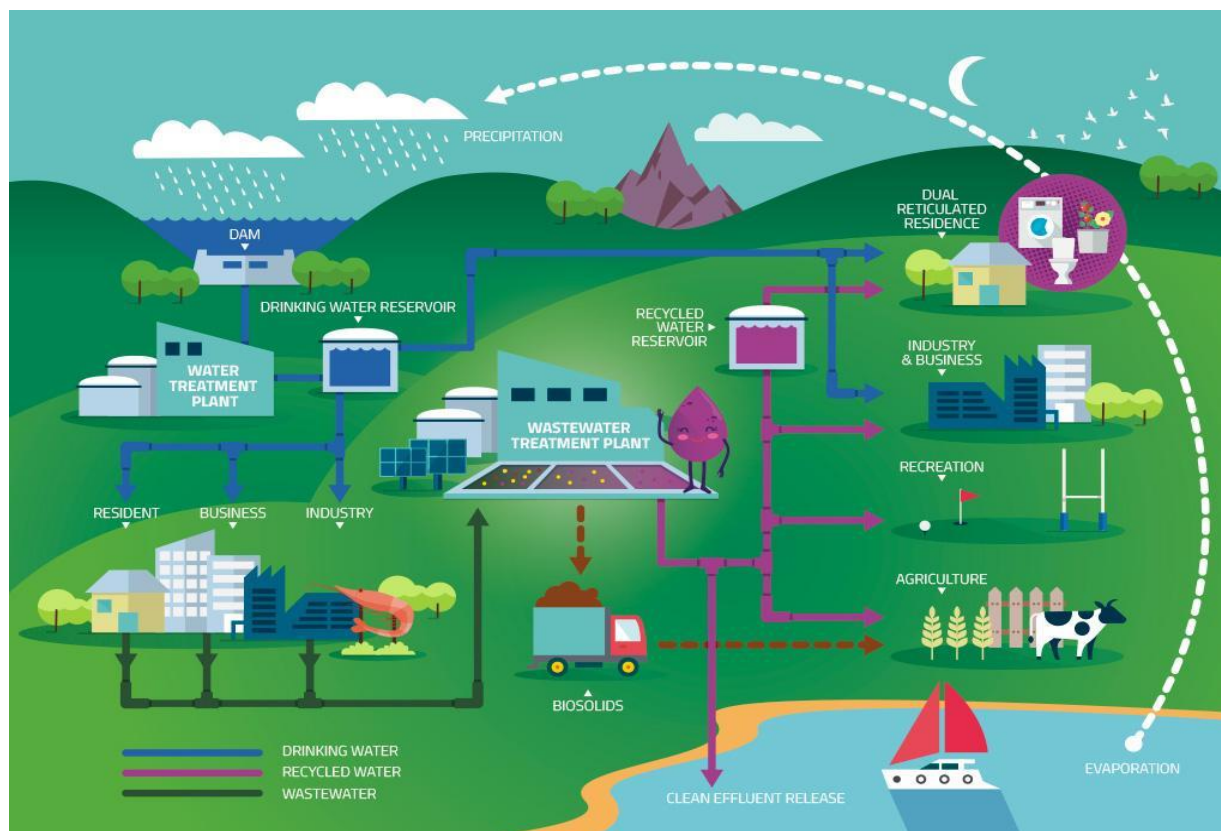 PRECIPITATION
DAM
DUAL
RETICULATED
RESIDENCE
DRINKING WATER RESERVOIR
RECYCLED
WATER
RESERVOIR
INDUSTRY
& BUSINESS
WATER
TREATMENT
PLANT
WASTEWATER
TREATMENT PLANT
RECREATION
RESIDENT
BUSINESS
INDUSTRY
AGRICULTURE
BIOSOLIDS
DRINKING WATER
RECYCLED WATER
WASTEWATER
CLEAN EFFLUENT RELEASE
EVAPORATION